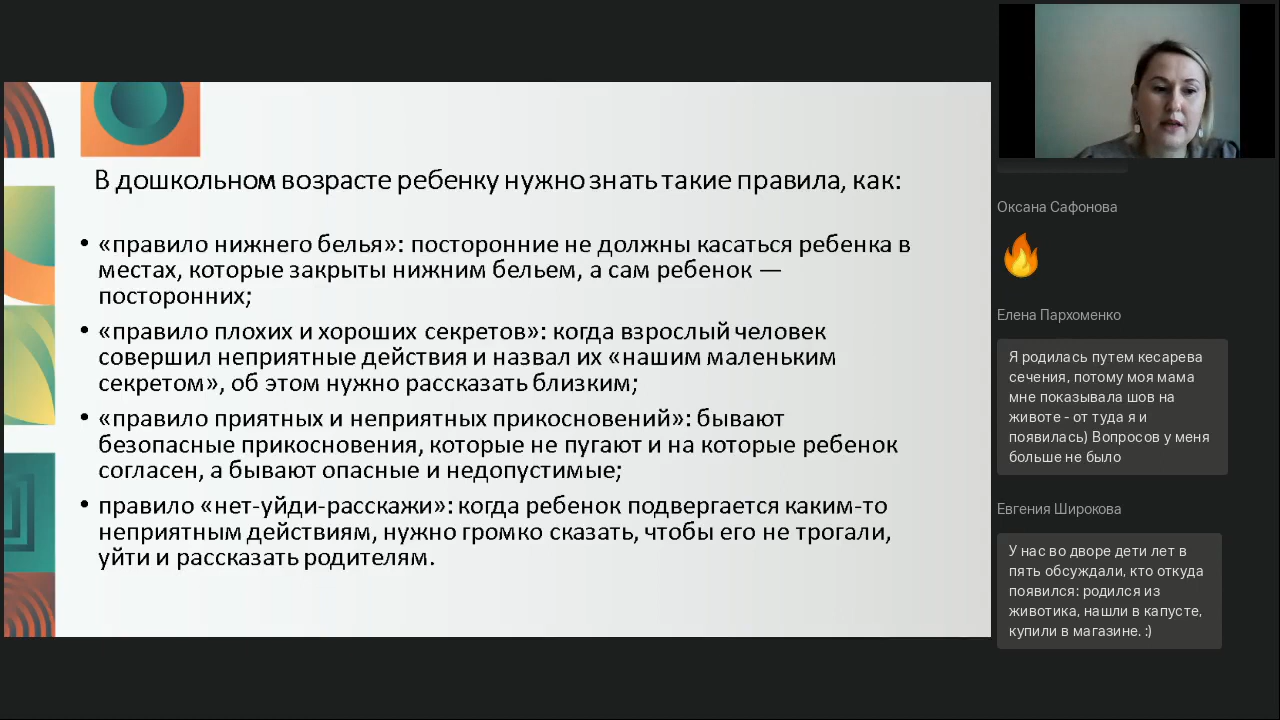 В дошкольном возрасте ребенку нужно знать такие правила, как:
• «правило нижнего белья»: посторонние не должны касаться ребенка в
местах, которые закрыты нижним бельем, а сам ребенок —
посторонних;
• «правило плохих и хороших секретов»: когда взрослый человек
совершил неприятные действия и назвал их «нашим маленьким
секретом», об этом нужно рассказать близким;
• «правило приятных и неприятных прикосновений»: бывают
безопасные прикосновения, которые не пугают и на которые ребенок
согласен, а бывают опасные и недопустимые;
• правило «нет-уйди-расскажи»: когда ребенок подвергается каким-то
неприятным действиям, нужно громко сказать, чтобы его не трогали,
уйти и рассказать родителям.
Оксана Сафонова
Елена Пархоменко
Я родилась путем кесарева
сечения, потому моя мама
мне показывала шов на
животе - от туда я и
появилась) Вопросов у меня
больше не было
Евгения Широкова
У нас во дворе дети лет в
пять обсуждали, кто откуда
появился: родился из
животика, нашли в капусте,
купили в магазине. :)